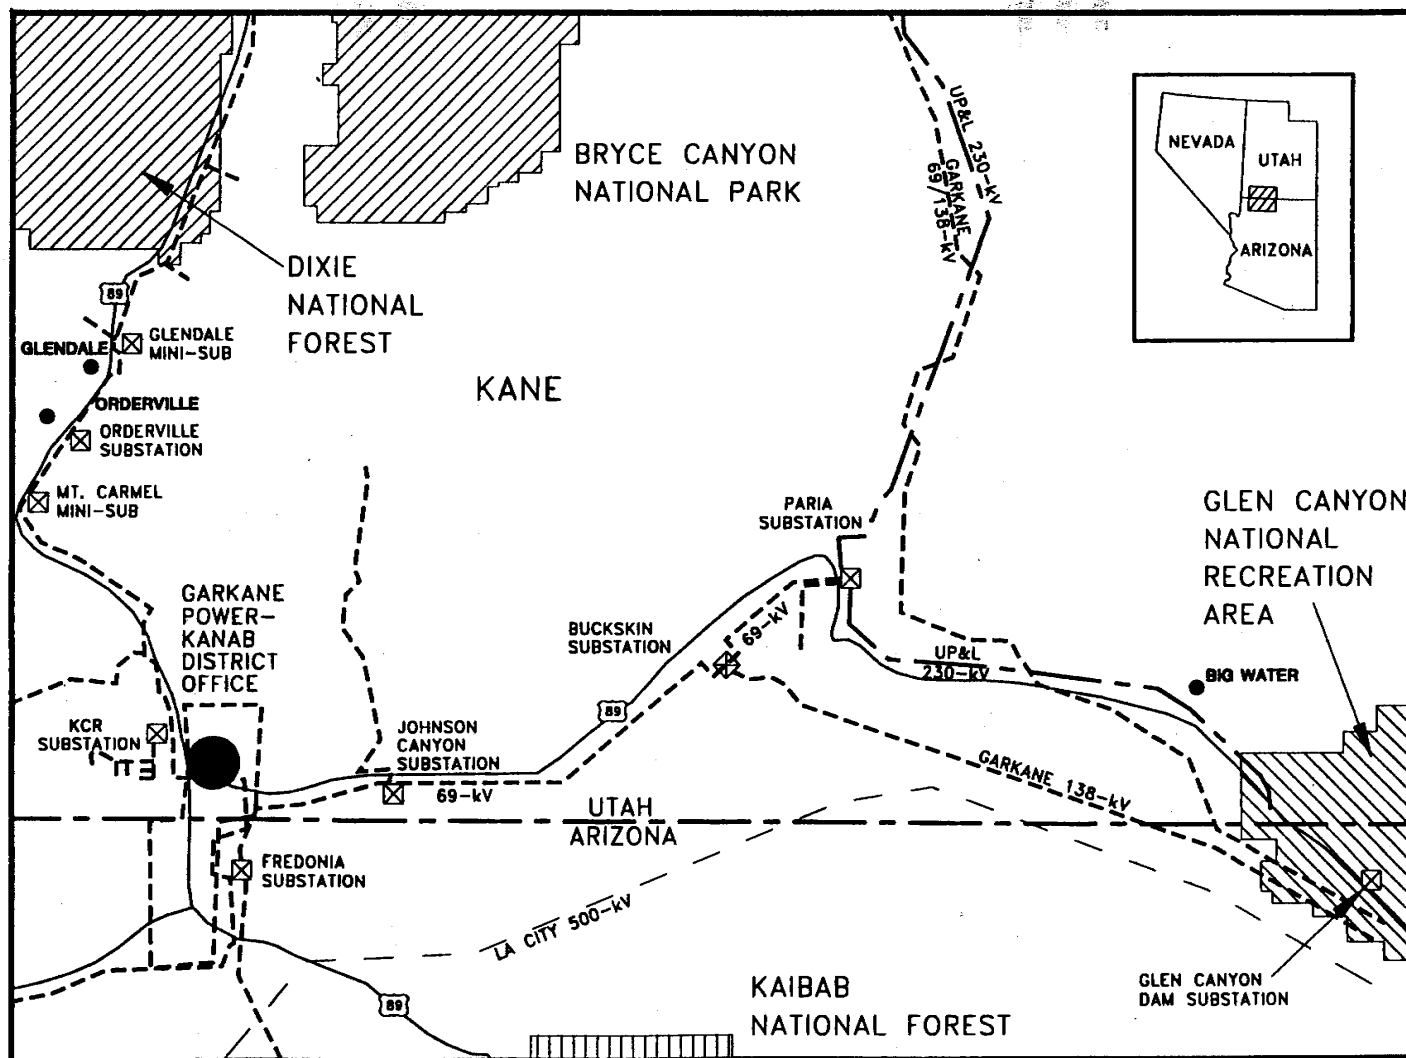 UP&L 230-kV
GARKANE
69/138-kV
BRYCE CANYON
NATIONAL PARK
NEVADA
UTAH
ARIZONA
DIXIE
NATIONAL
FOREST
89
GLENDALE
MINI-SUB
GLENDALE
KANE
ORDERVILLE
ORDERVILLE
SUBSTATION
MT. CARMEL
MINI-SUB
PARIA
SUBSTATION
GLEN CANYON
NATIONAL
RECREATION
AREA
GARKANE
POWER-
KANAB
DISTRICT
OFFICE
BUCKSKIN
SUBSTATION
69-kV
UP&L
230-kV
BIG WATER
KCR
SUBSTATION
89
JOHNSON
CANYON
SUBSTATION
69-kV
GARKANE 138-kV
UTAH
ARIZONA
FREDONIA
SUBSTATION
LA CITY 500-kV
89
KAIBAB
NATIONAL FOREST
GLEN CANYON
DAM SUBSTATION